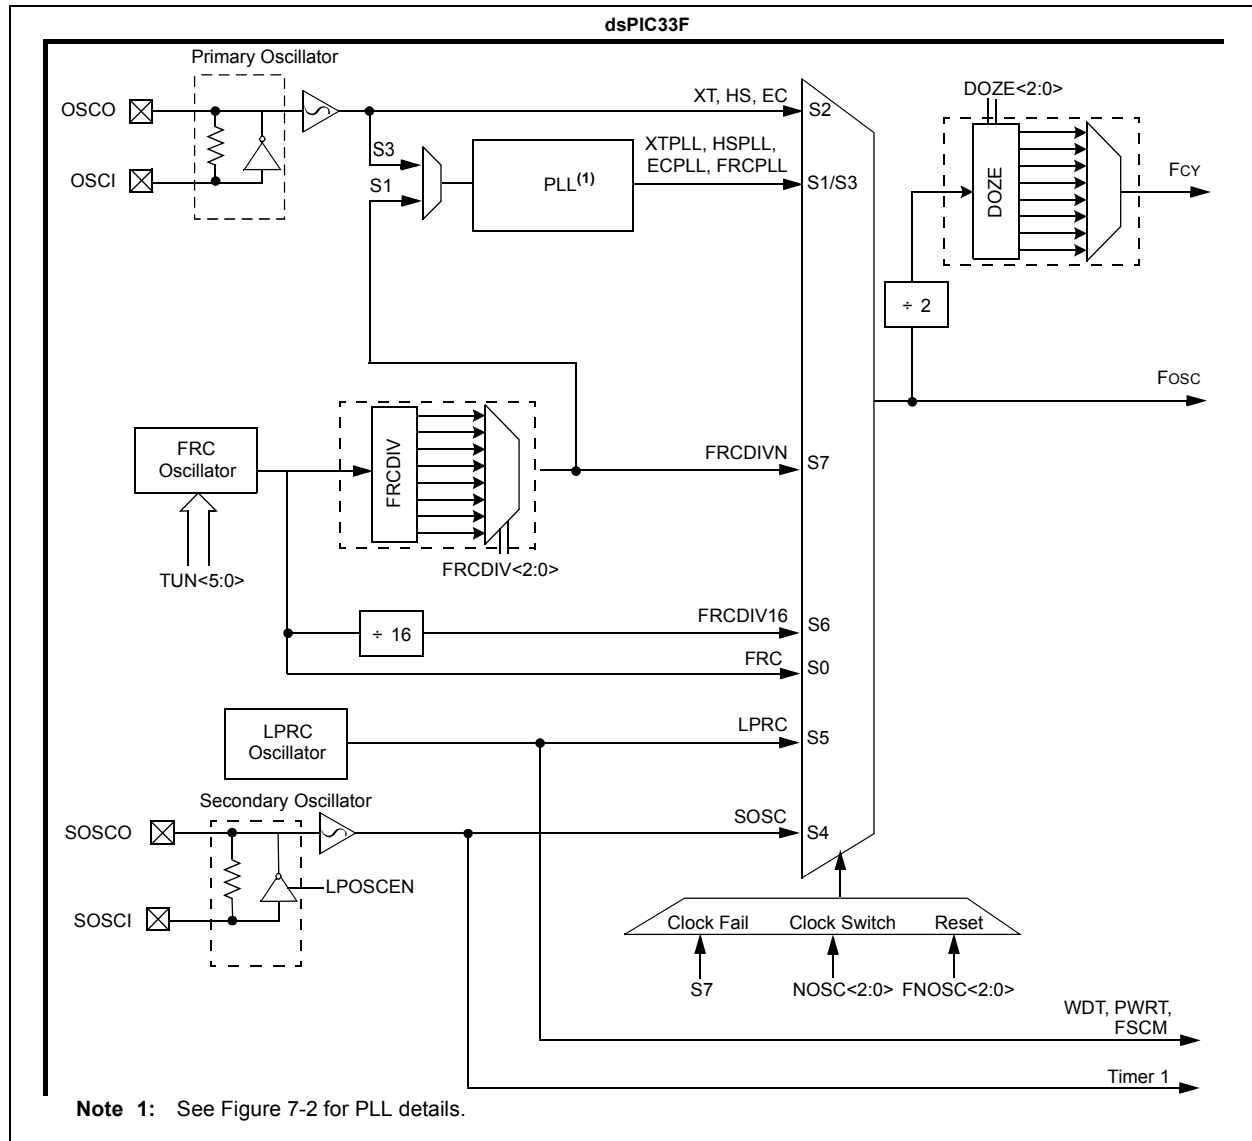 dsPIC33F
Primary Oscillator
DOZE<2:0>
OSCO
XT, HS, EC
S2
S3
XTPLL, HSPLL,
ECPLL, FRCPLL
OSCI
S1
PLL(1)
S1/S3
DOZE
FCY
÷ 2
FOSC
FRC
Oscillator
FRCDIV
FRCDIVN
S7
TUN<5:0>
FRCDIV<2:0>
÷ 16
FRCDIV16
S6
FRC
S0
LPRC
Oscillator
LPRC
S5
Secondary Oscillator
SOSCO
SOSC
S4
LPOSCEN
SOSCI
Clock Fail
Clock Switch
Reset
S7
NOSC<2:0>
FNOSC<2:0>
WDT, PWRT,
FSCM
Timer 1
Note 1: See Figure 7-2 for PLL details.